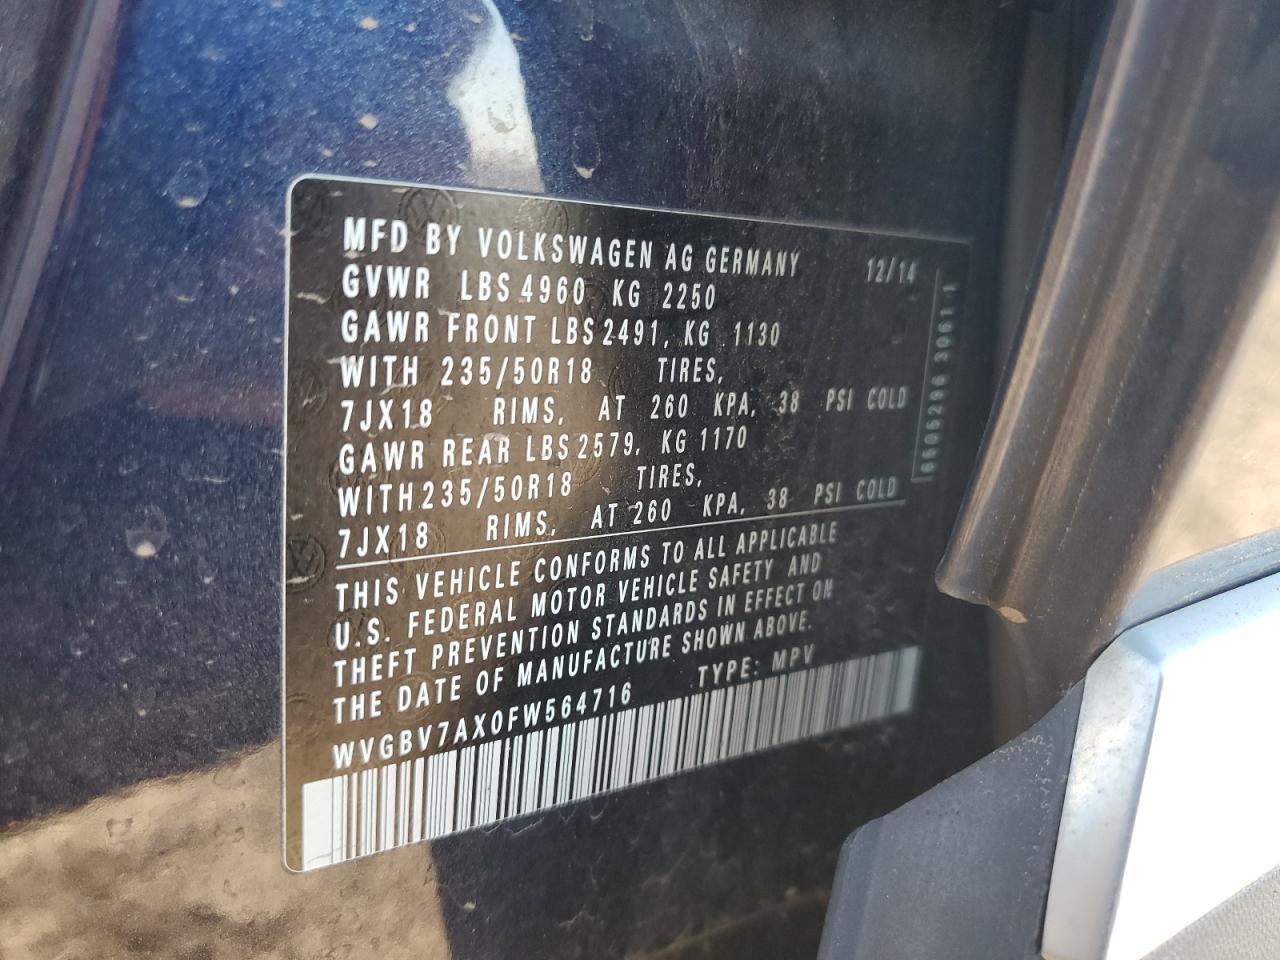 MFD BY VOLKSWAGEN AG GERMANY 12/14
GVWR LBS 4960 KG 2250
GAWR FRONT LBS 2491, KG 1130
WITH 235/50R18 TIRES,
7JX18 RIMS, AT 260 KPA, 38 PSI COLD
GAWR REAR LBS 2579, KG 1170
WITH 235/50R18 TIRES,
7JX18 RIMS, AT 260 KPA, 38 PSI COLD
THIS VEHICLE CONFORMS TO ALL APPLICABLE
U.S. FEDERAL MOTOR VEHICLE SAFETY AND
THEFT PREVENTION STANDARDS IN EFFECT ON
THE DATE OF MANUFACTURE SHOWN ABOVE.
WVGBV7AX0FW564716 TYPE: MPV